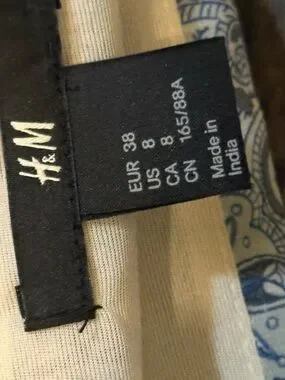 H&M
EUR 38
US 8
CA 8
CN 165/88A
Made in
India